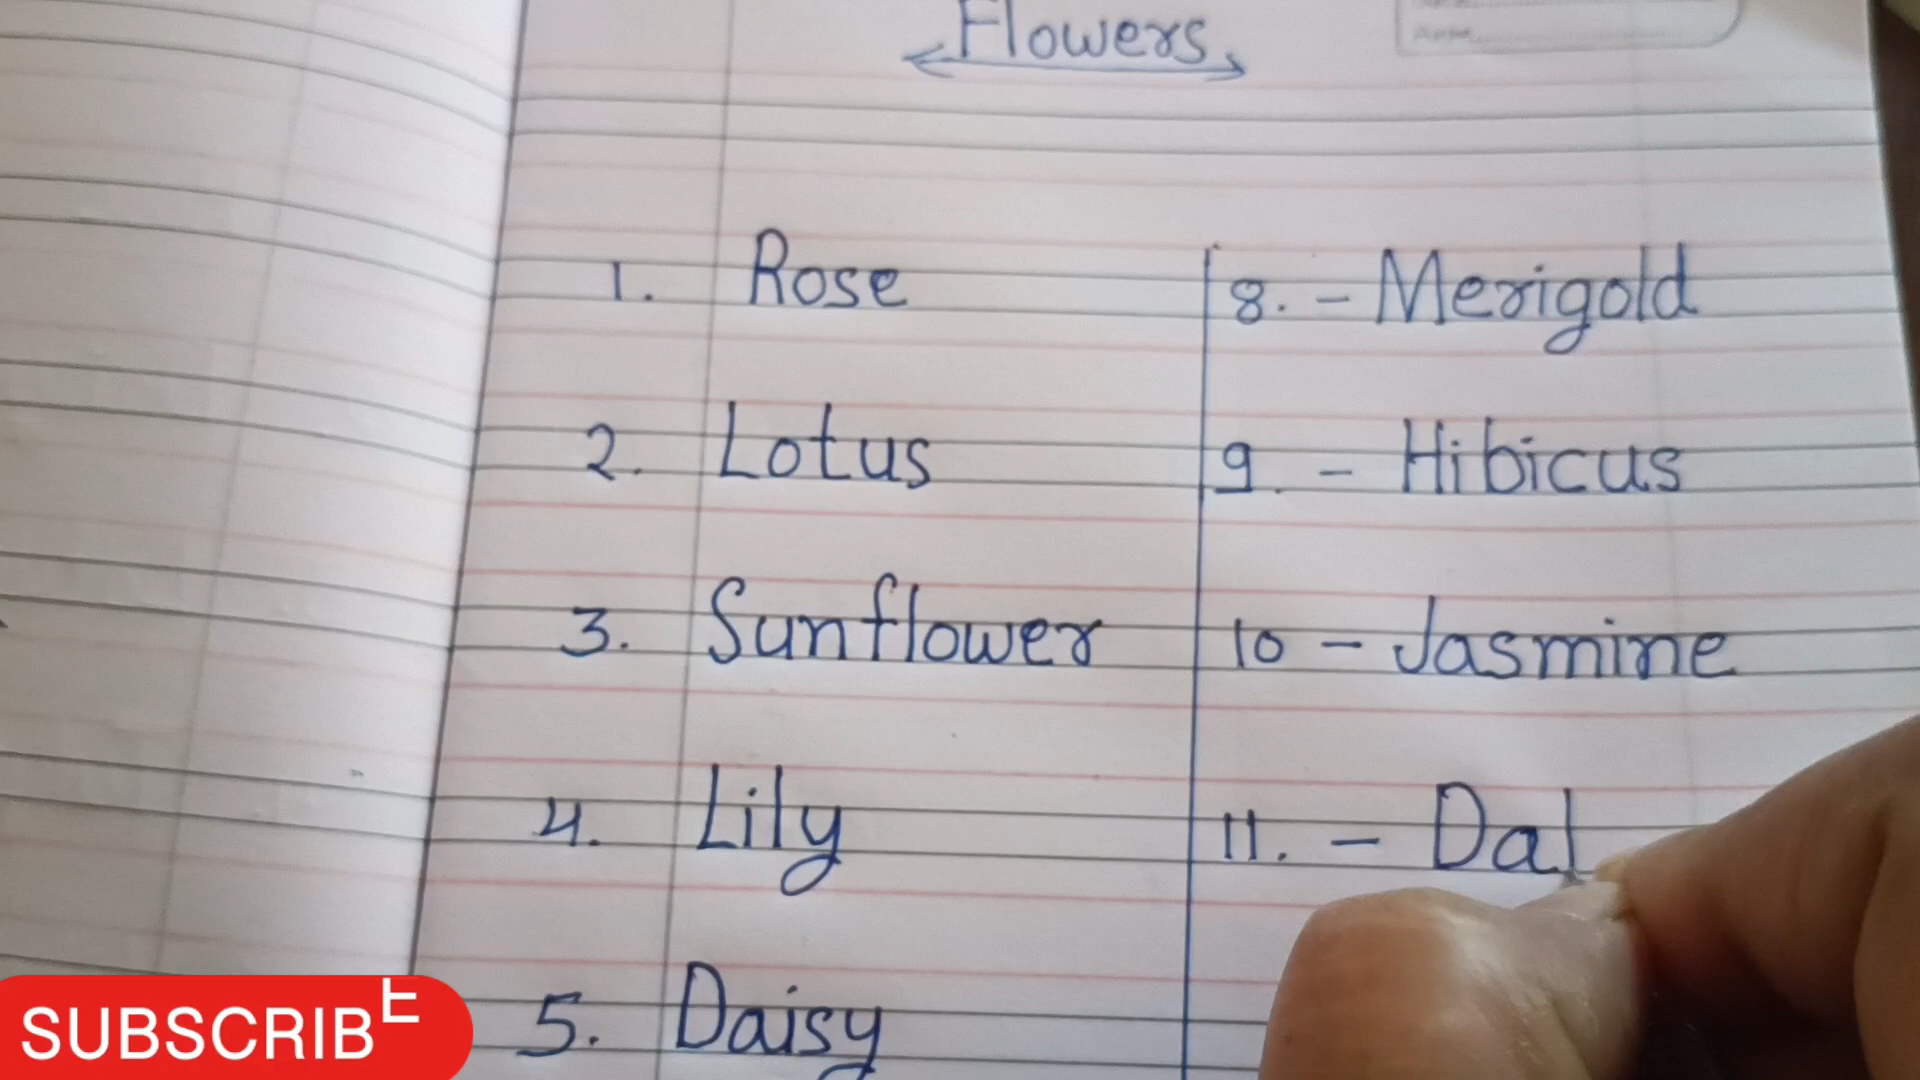 Flowers
1. Rose
2. Lotus
3. Sunflower
4. Lily
5. Daisy
8. - Merigold
9. - Hibicus
10 - Jasmine
11. - Dal
SUBSCRIBE